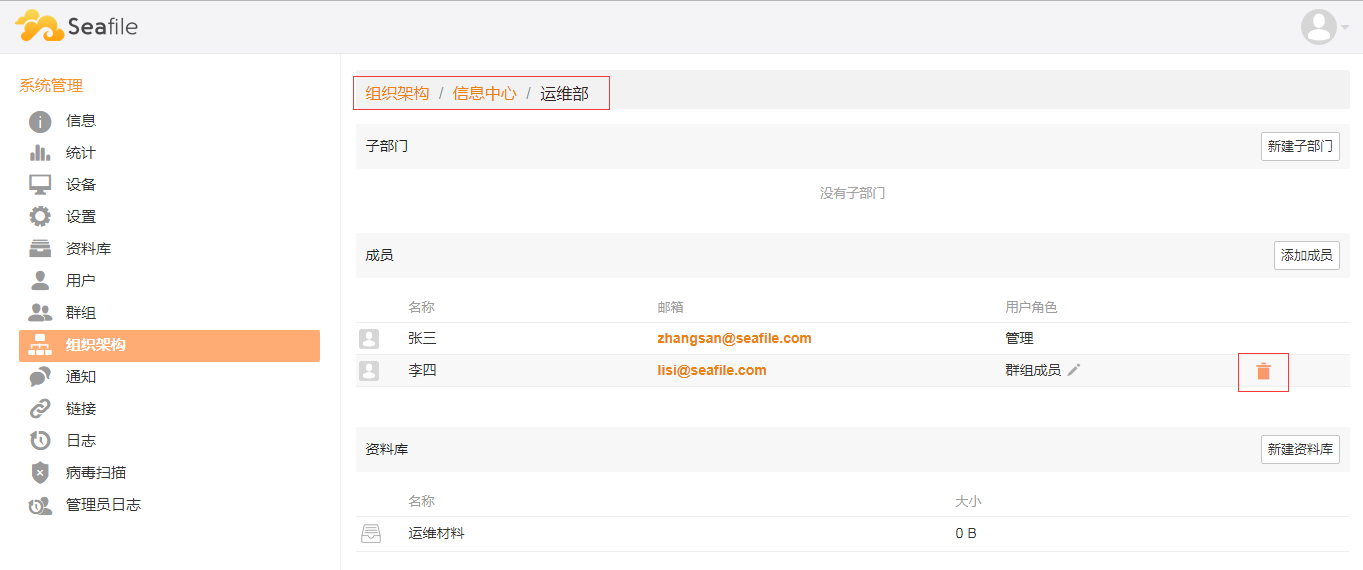 Seafile
系统管理
信息
统计
设备
设置
资料库
用户
群组
组织架构
通知
链接
日志
病毒扫描
管理员日志
组织架构 / 信息中心 / 运维部
子部门 新建子部门
没有子部门
成员 添加成员
名称 邮箱 用户角色
张三 zhangsan@seafile.com 管理
李四 lisi@seafile.com 群组成员
资料库 新建资料库
名称 大小
运维材料 0 B